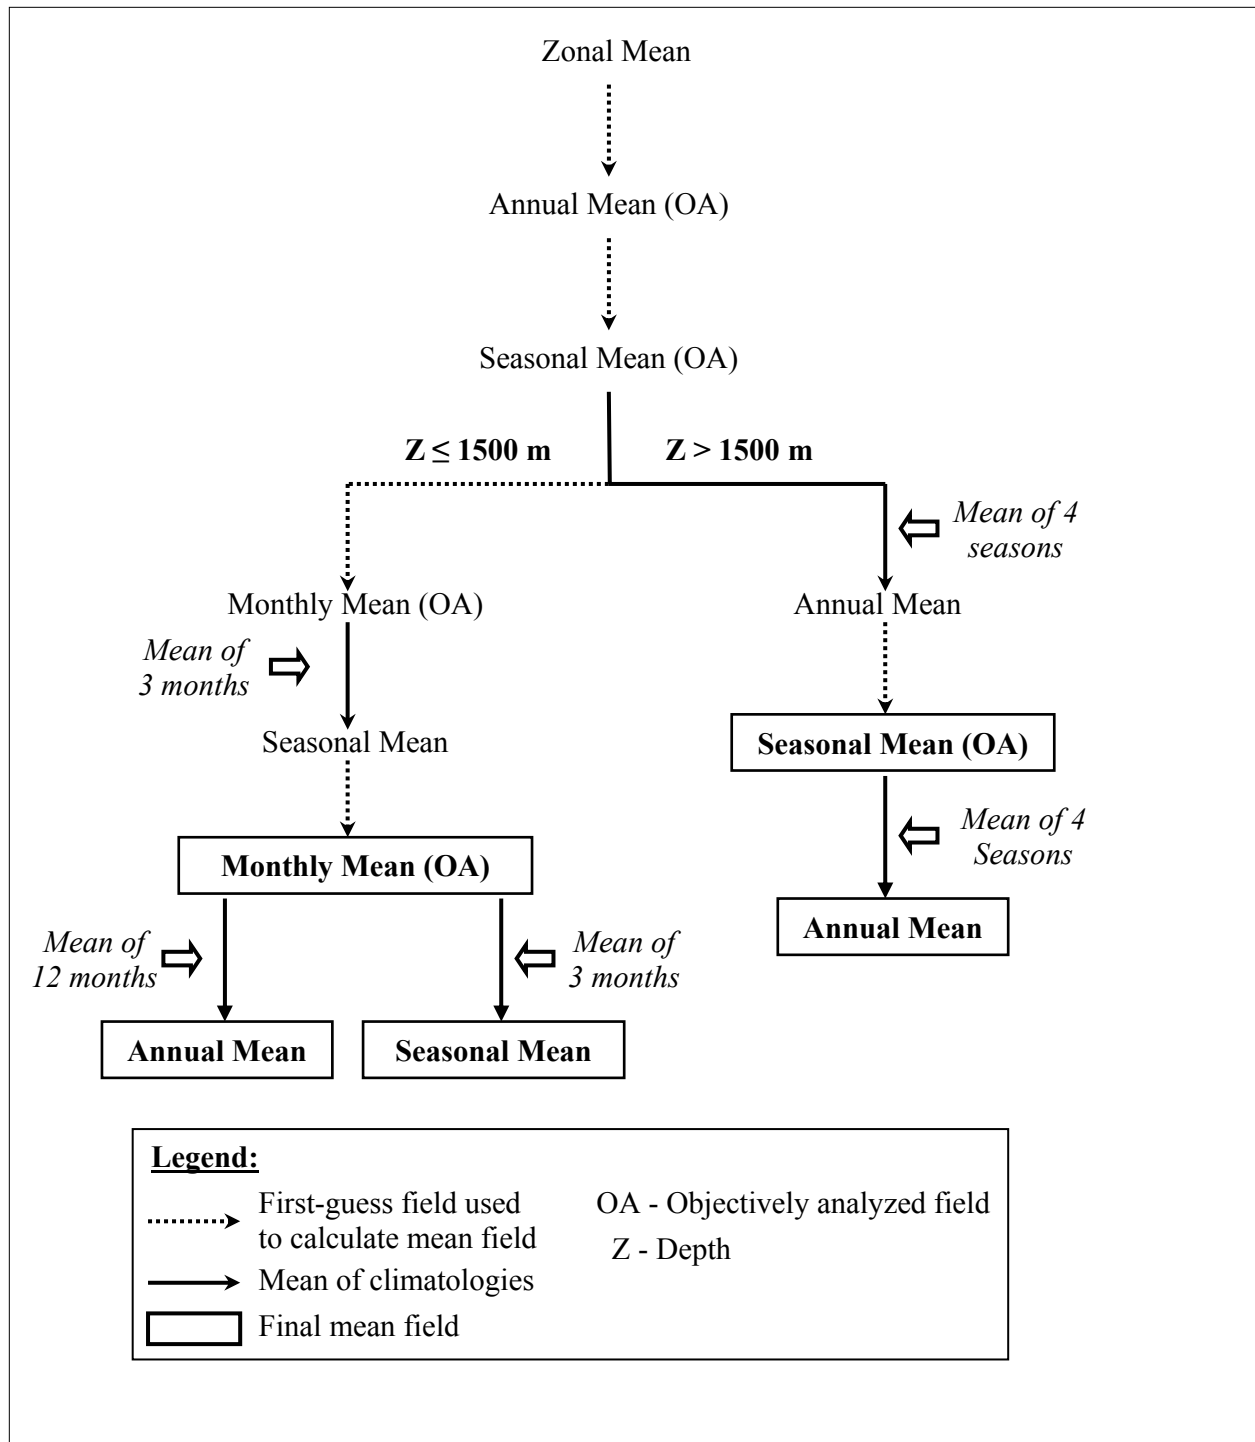 Zonal Mean
Annual Mean (OA)
Seasonal Mean (OA)
Z ≤ 1500 m
Z > 1500 m
Mean of 4
seasons
Monthly Mean (OA)
Annual Mean
Mean of
3 months
Seasonal Mean
Seasonal Mean (OA)
Mean of 4
Seasons
Monthly Mean (OA)
Annual Mean
Mean of
12 months
Mean of
3 months
Annual Mean
Seasonal Mean
Legend:
First-guess field used
to calculate mean field
Mean of climatologies
Final mean field
OA - Objectively analyzed field
Z - Depth